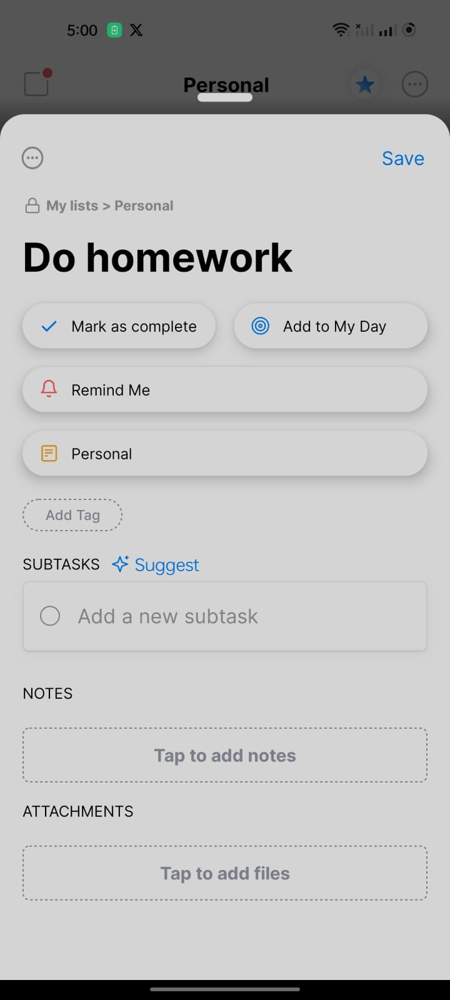 5:00
Personal
Save
My lists > Personal
Do homework
Mark as complete
Add to My Day
Remind Me
Personal
Add Tag
SUBTASKS
Suggest
Add a new subtask
NOTES
Tap to add notes
ATTACHMENTS
Tap to add files